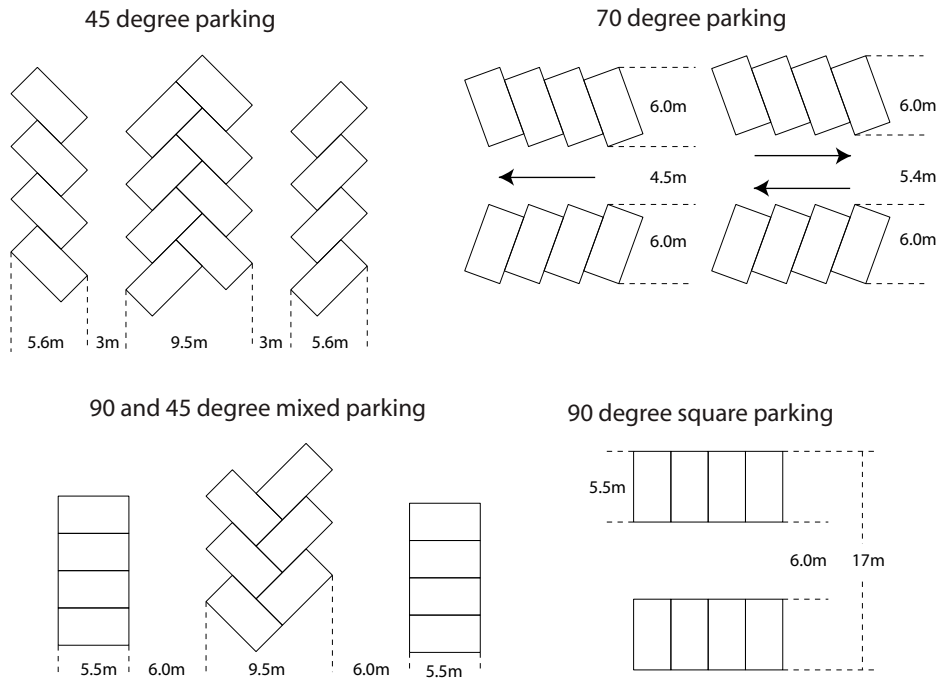 45 degree parking
5.6m 3m 9.5m 3m 5.6m
70 degree parking
6.0m
4.5m
6.0m
6.0m
5.4m
6.0m
90 and 45 degree mixed parking
5.5m 6.0m 9.5m 6.0m 5.5m
90 degree square parking
5.5m
6.0m 17m